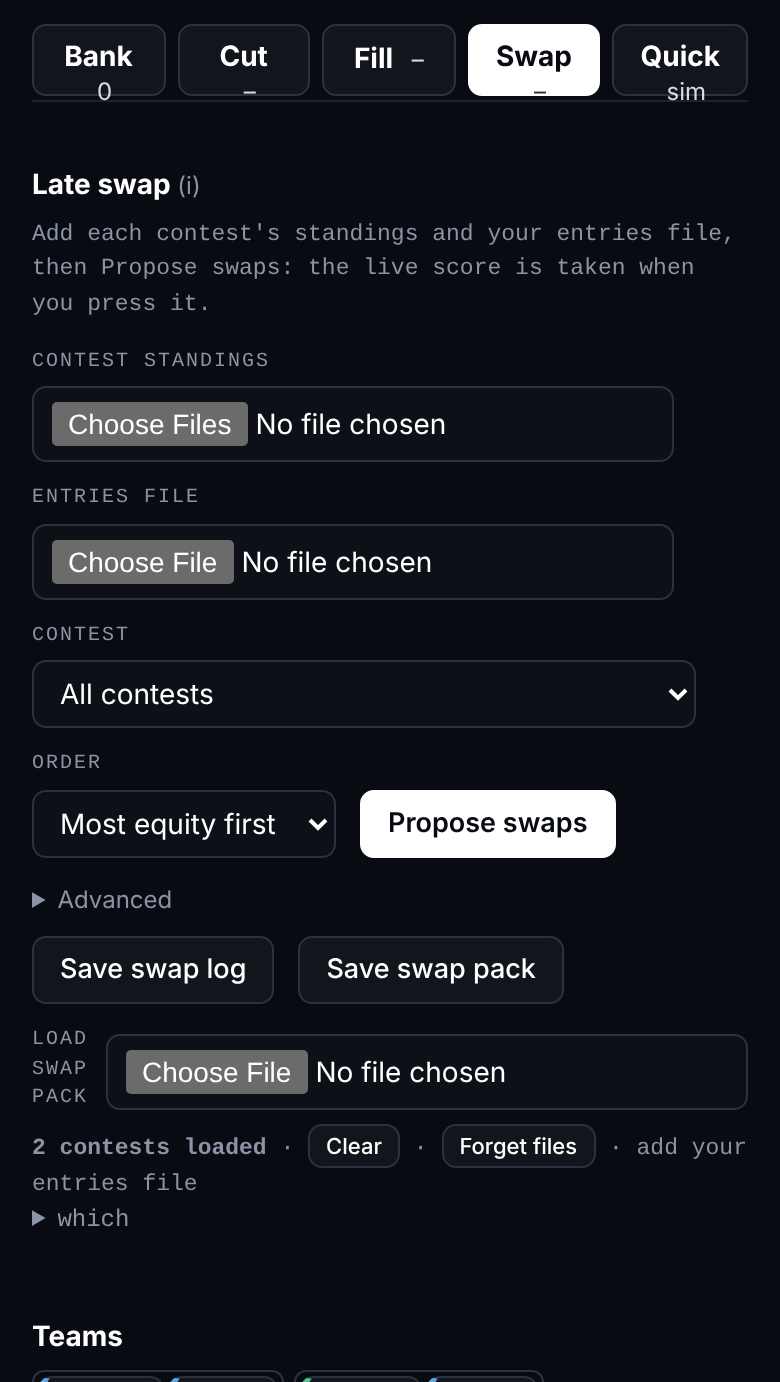 Bank Cut Fill – Swap Quick
0 – – sim
Late swap (i)
Add each contest's standings and your entries file,
then Propose swaps: the live score is taken when
you press it.
CONTEST STANDINGS
Choose Files No file chosen
ENTRIES FILE
Choose File No file chosen
CONTEST
All contests
ORDER
Most equity first Propose swaps
Advanced
Save swap log Save swap pack
LOAD
SWAP
PACK
Choose File No file chosen
2 contests loaded · Clear · Forget files · add your
entries file
which
Teams